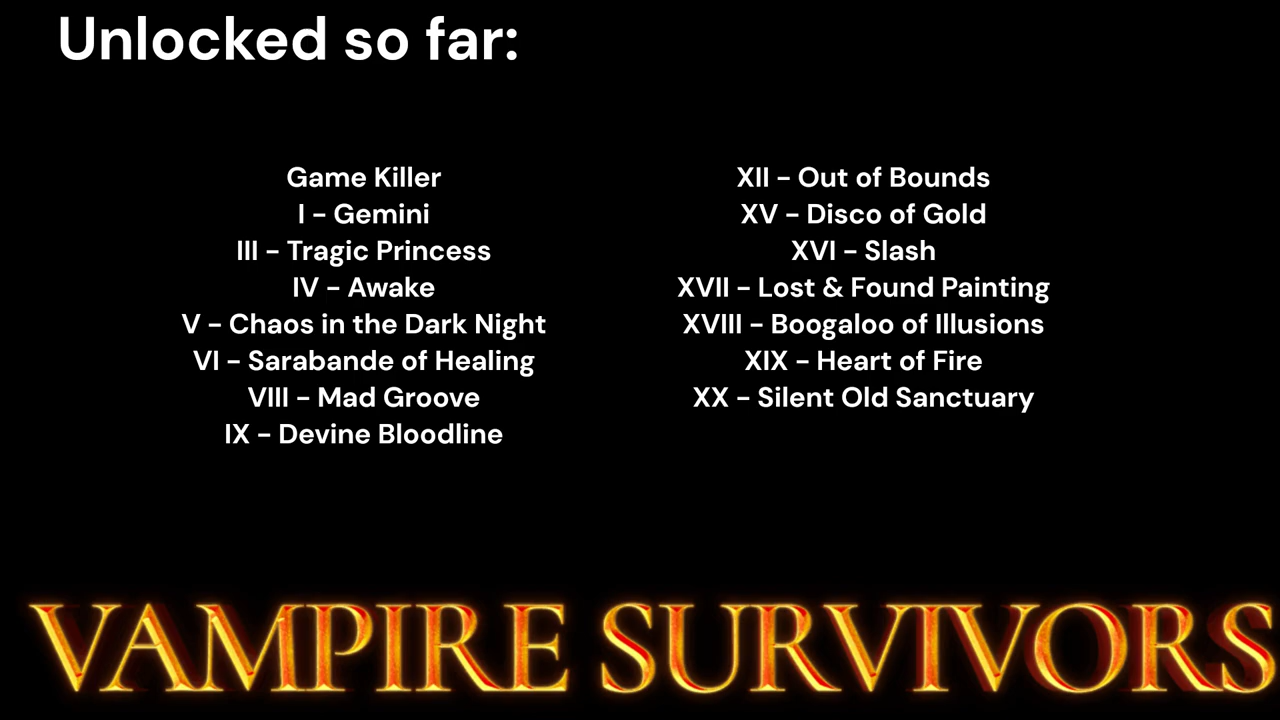 Unlocked so far:
Game Killer
I – Gemini
III – Tragic Princess
IV – Awake
V – Chaos in the Dark Night
VI – Sarabande of Healing
VIII – Mad Groove
IX – Devine Bloodline
XII – Out of Bounds
XV – Disco of Gold
XVI – Slash
XVII – Lost & Found Painting
XVIII – Boogaloo of Illusions
XIX – Heart of Fire
XX – Silent Old Sanctuary
VAMPIRE SURVIVORS